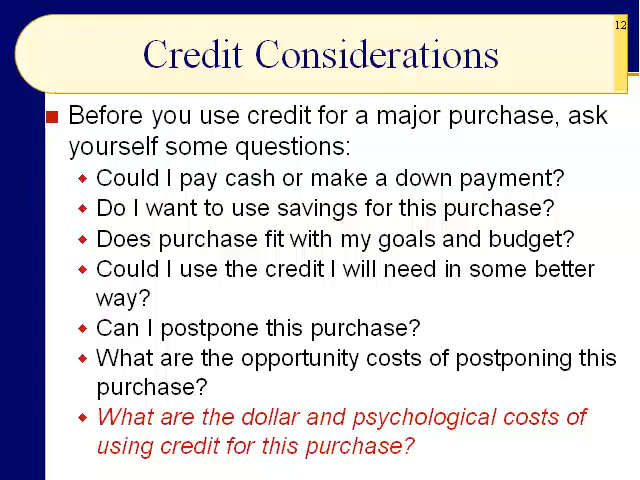 12
Credit Considerations
Before you use credit for a major purchase, ask
yourself some questions:
Could I pay cash or make a down payment?
Do I want to use savings for this purchase?
Does purchase fit with my goals and budget?
Could I use the credit I will need in some better
way?
Can I postpone this purchase?
What are the opportunity costs of postponing this
purchase?
What are the dollar and psychological costs of
using credit for this purchase?